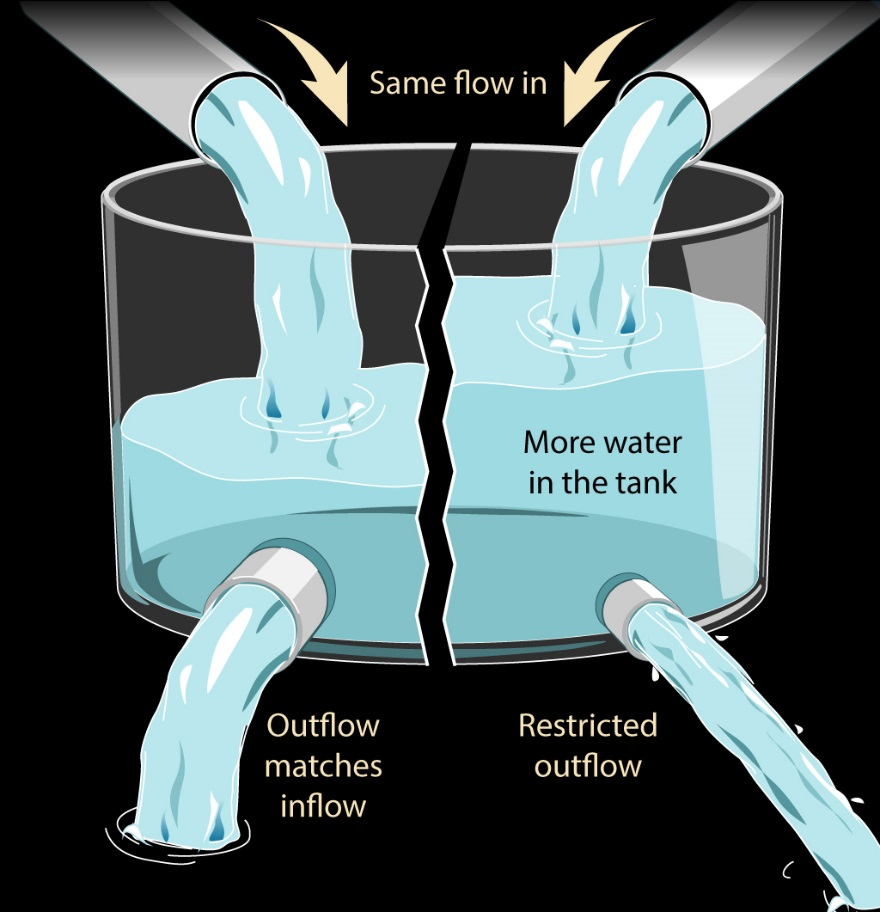 Same flow in
More water
in the tank
Outflow
matches
inflow
Restricted
outflow